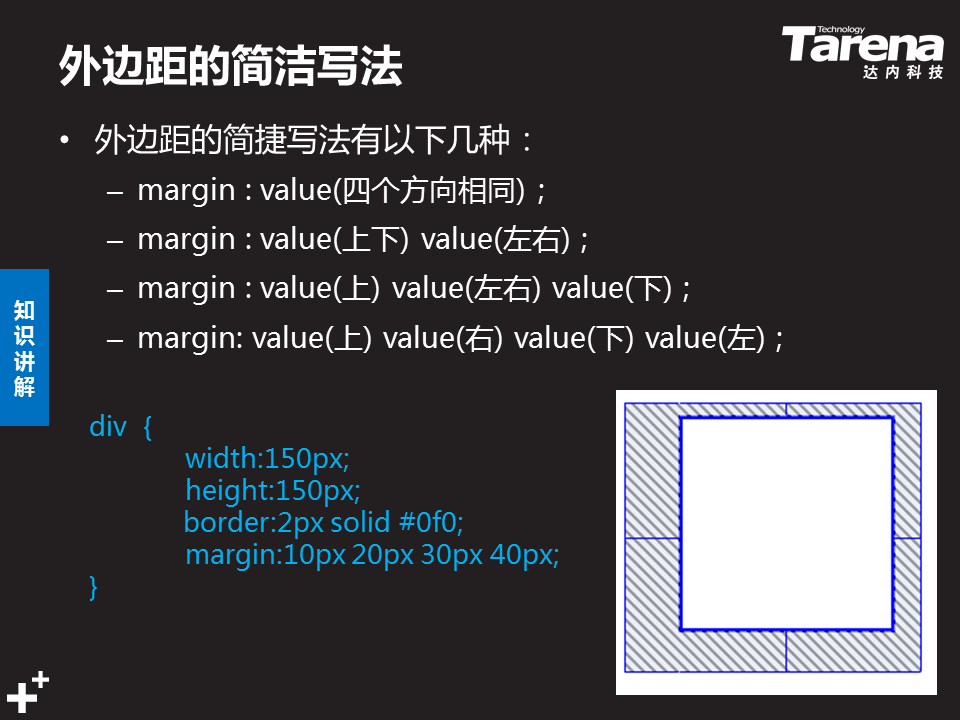 外边距的简洁写法
Technology
Tarena
达内科技
• 外边距的简捷写法有以下几种：
– margin : value(四个方向相同)；
– margin : value(上下) value(左右)；
– margin : value(上) value(左右) value(下)；
– margin: value(上) value(右) value(下) value(左)；
知识讲解
div {
width:150px;
height:150px;
border:2px solid #0f0;
margin:10px 20px 30px 40px;
}